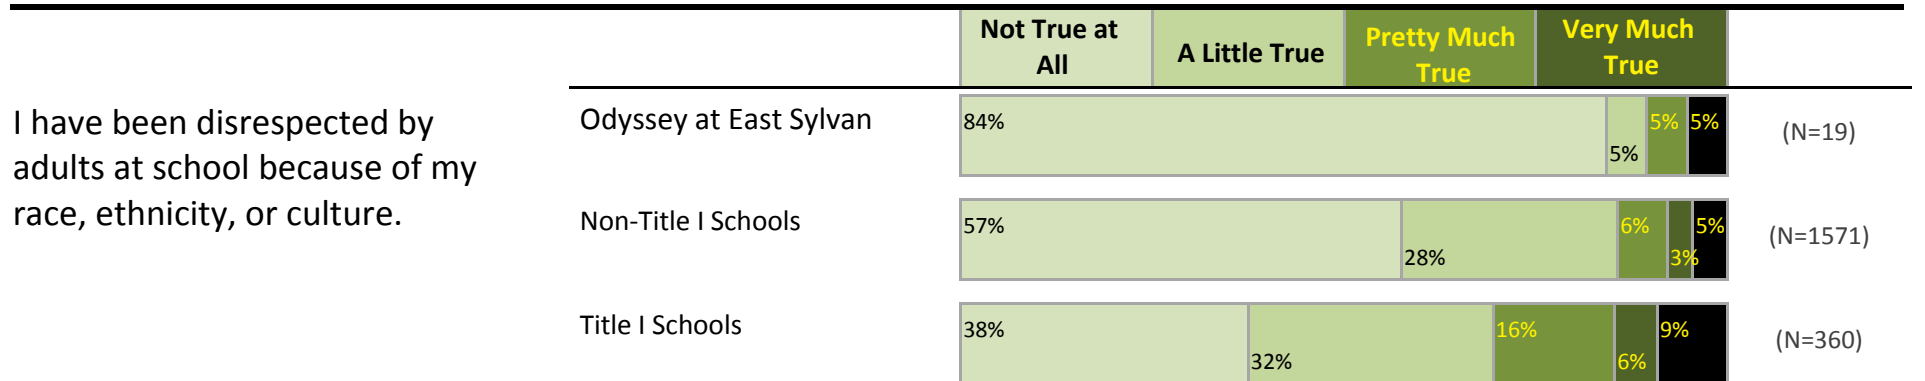 Not True at All
A Little True
Pretty Much True
Very Much True
I have been disrespected by
adults at school because of my
race, ethnicity, or culture.
Odyssey at East Sylvan
84%
5%
5%
5%
(N=19)
Non-Title I Schools
57%
28%
6%
3%
5%
(N=1571)
Title I Schools
38%
32%
16%
6%
9%
(N=360)